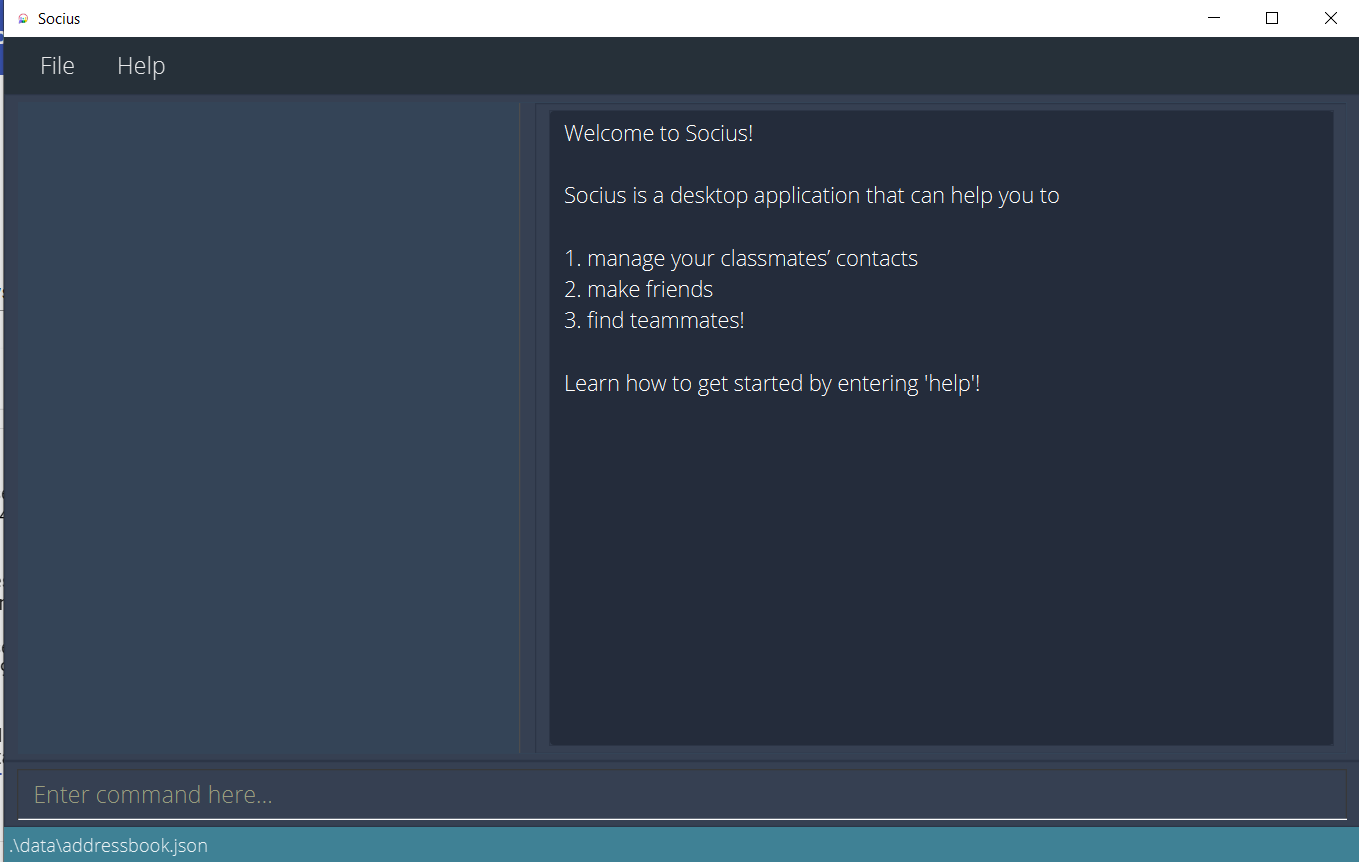 Socius
File Help
Welcome to Socius!
Socius is a desktop application that can help you to
1. manage your classmates’ contacts
2. make friends
3. find teammates!
Learn how to get started by entering 'help'!
Enter command here...
.\data\addressbook.json